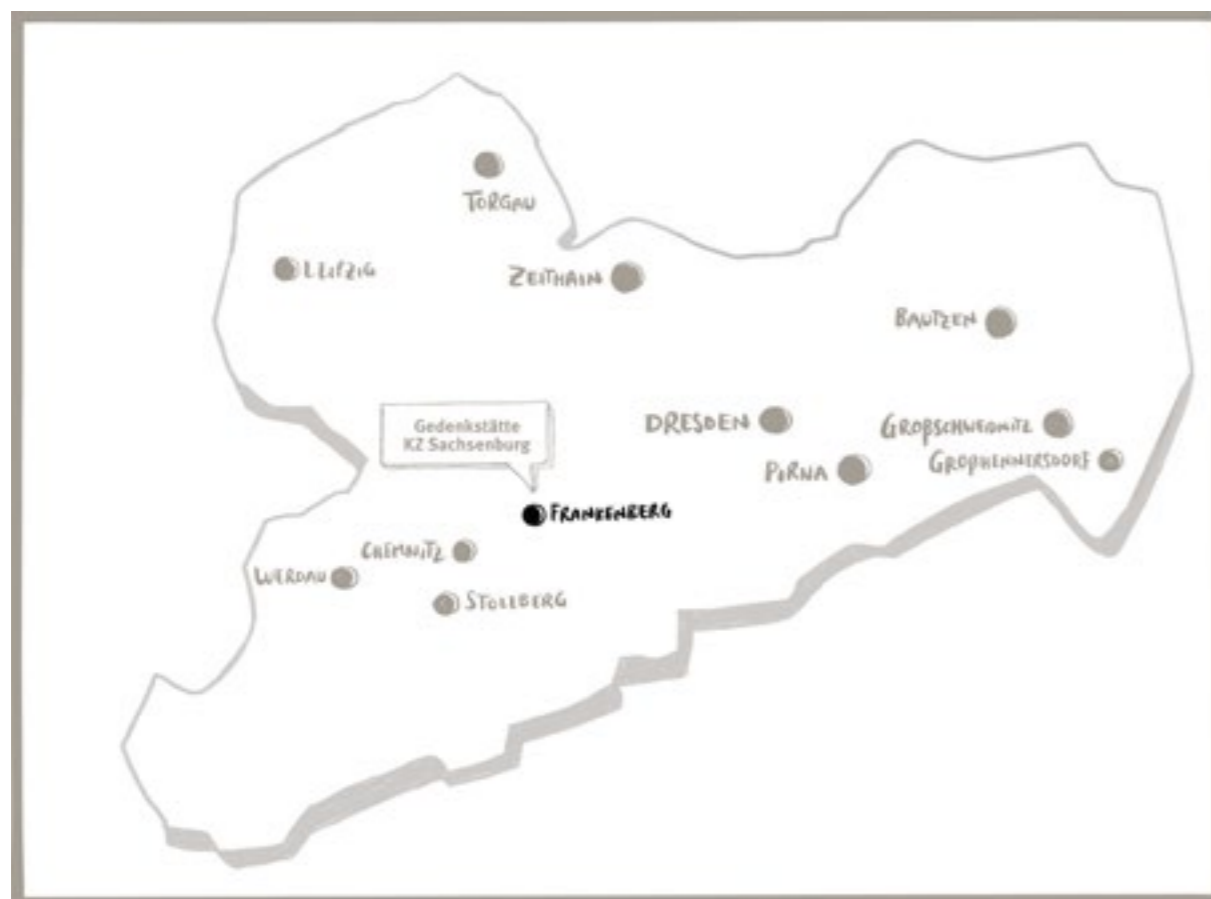 TORGAU
LEIPZIG
ZEITHAIN
BAUTZEN
Gedenkstätte
KZ Sachsenburg
DRESDEN
GROßSCHWEIDNITZ
GROßHENNERSDORF
PIRNA
FRANKENBERG
CHEMNITZ
WERDAU
STOLLBERG